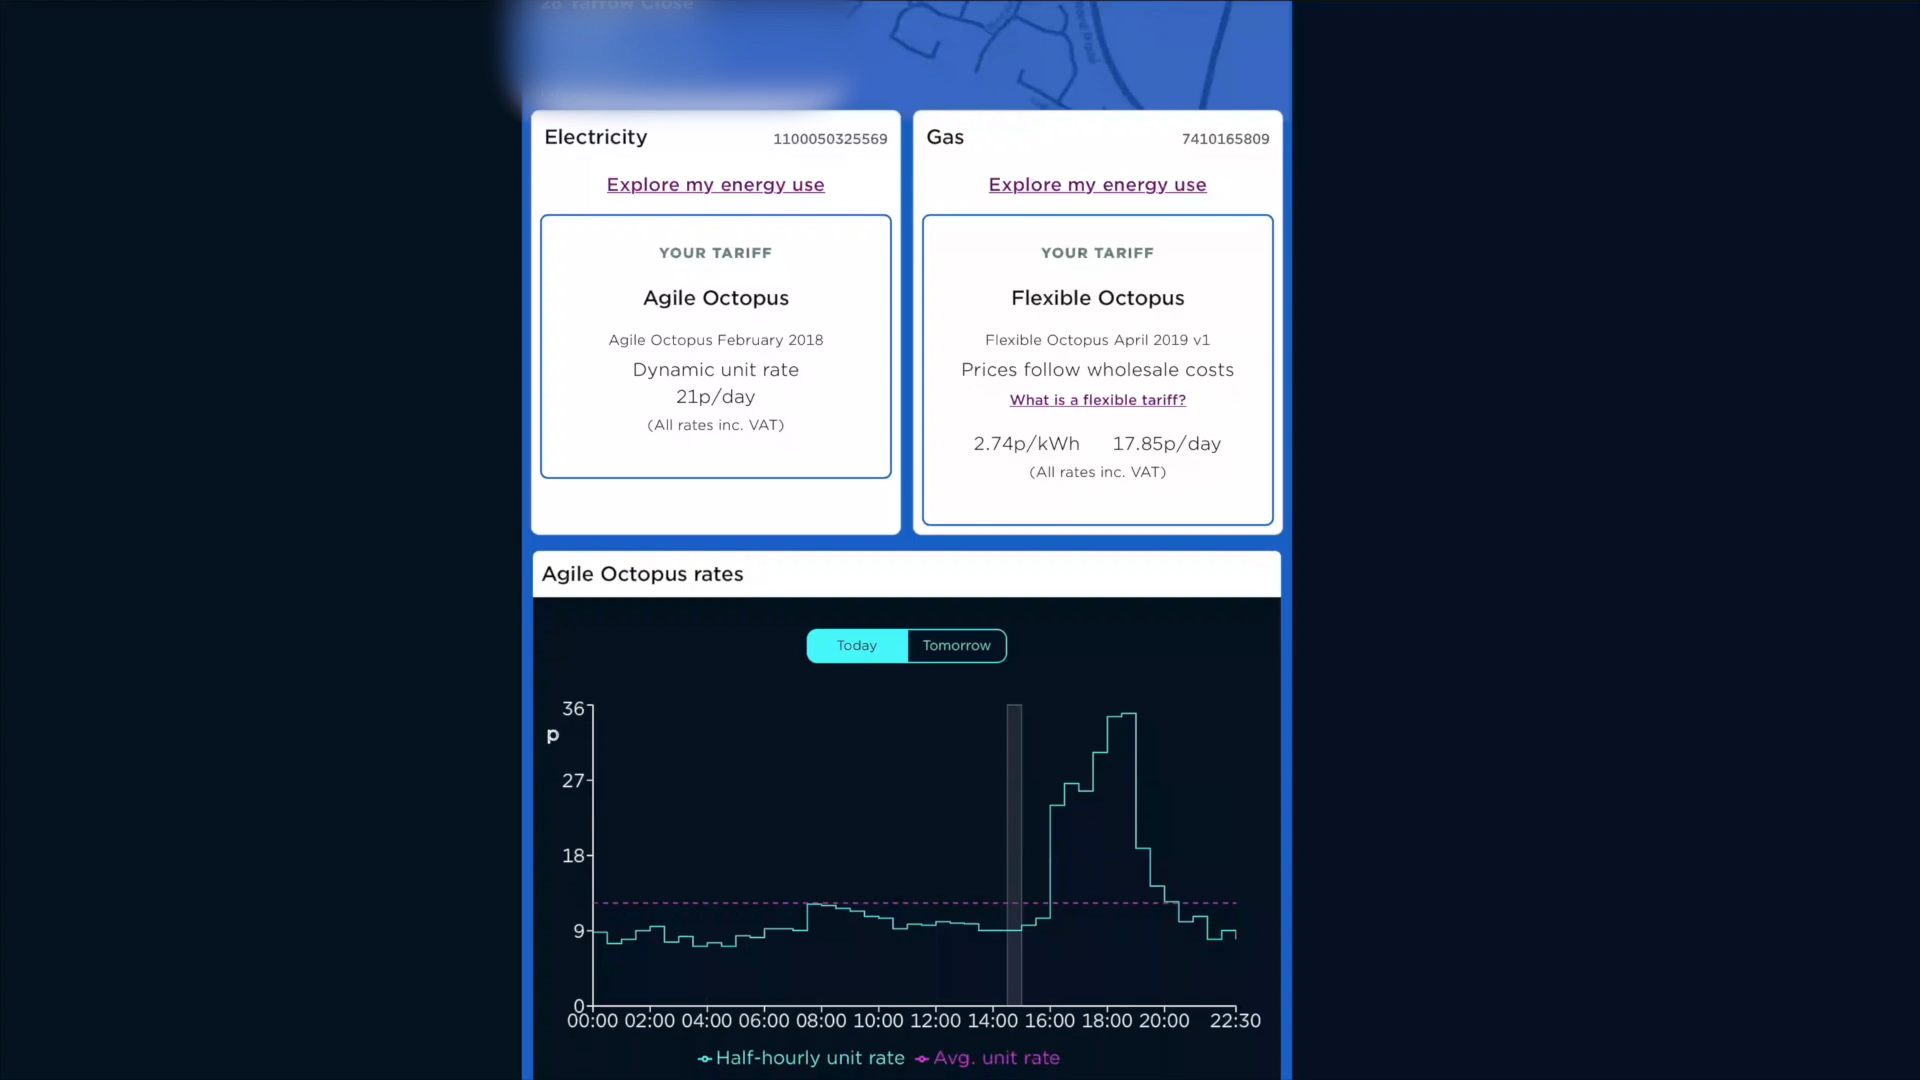 28 Yarrow Close
Electricity 1100050325569
Explore my energy use
YOUR TARIFF
Agile Octopus
Agile Octopus February 2018
Dynamic unit rate
21p/day
(All rates inc. VAT)
Gas 7410165809
Explore my energy use
YOUR TARIFF
Flexible Octopus
Flexible Octopus April 2019 v1
Prices follow wholesale costs
What is a flexible tariff?
2.74p/kWh 17.85p/day
(All rates inc. VAT)
Agile Octopus rates
Today Tomorrow
36
p
27
18
9
0
00:00 02:00 04:00 06:00 08:00 10:00 12:00 14:00 16:00 18:00 20:00 22:30
Half-hourly unit rate Avg. unit rate